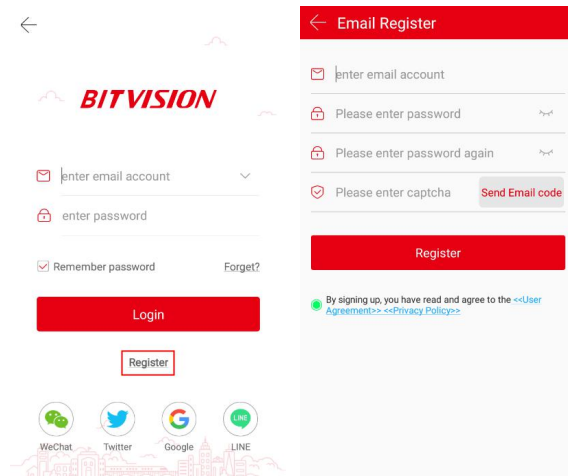 BITVISION
enter email account
enter password
Remember password Forget?
Login
Register
LINE
WeChat Twitter Google LINE
Email Register
enter email account
Please enter password
Please enter password again
Please enter captcha Send Email code
Register
By signing up, you have read and agree to the <<User
Agreement>> <<Privacy Policy>>